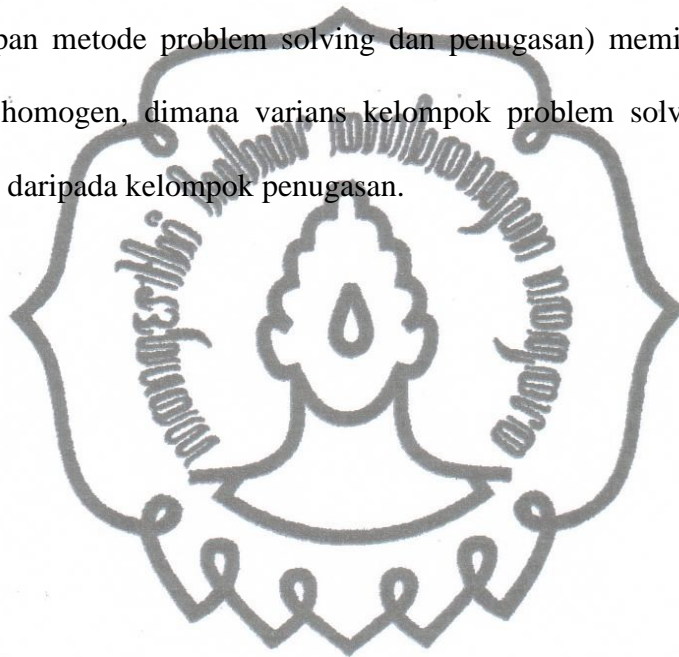 pan metode problem solving dan penugasan) memi
homogen, dimana varians kelompok problem solv
daripada kelompok penugasan.